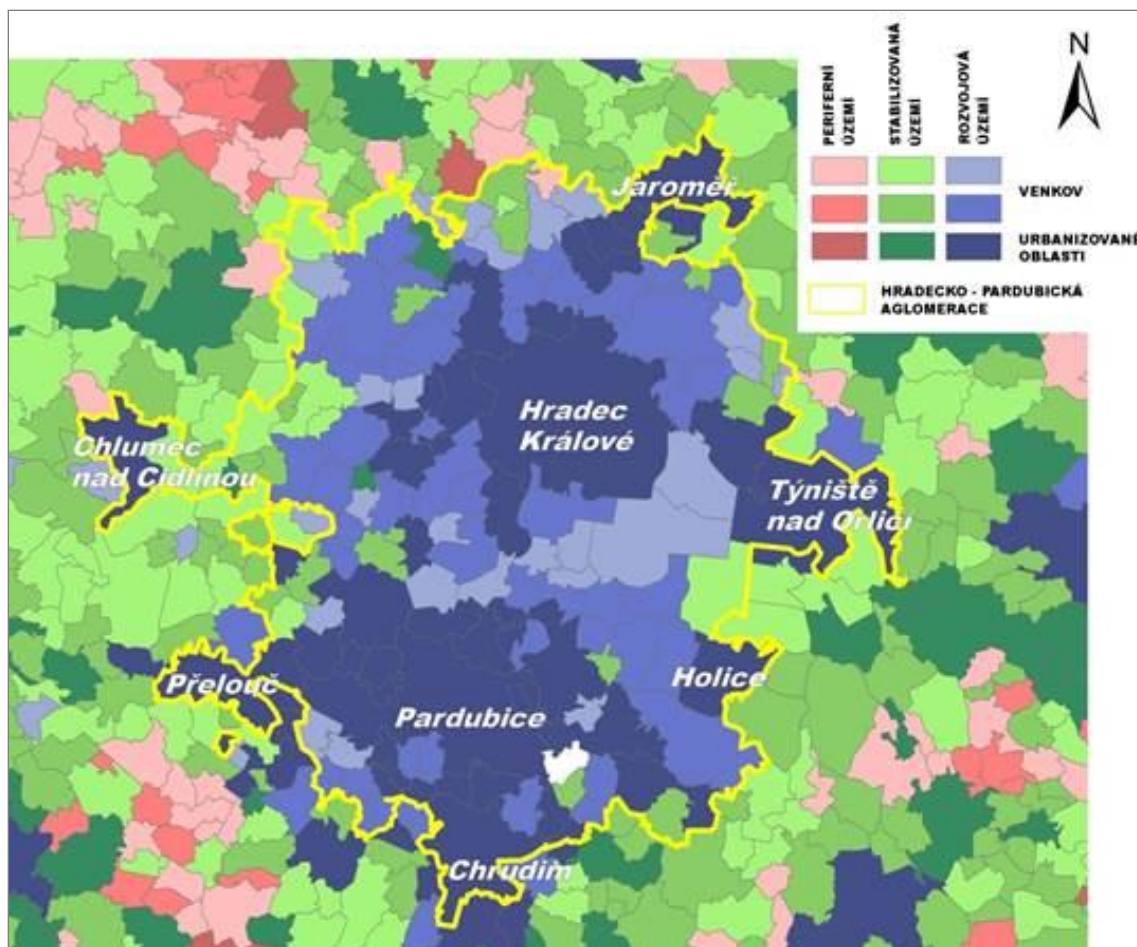 N
PERIFERNÍ
ÚZEMÍ
STABILIZOVANÁ
ÚZEMÍ
ROZVOJOVÁ
ÚZEMÍ
VENKOV
URBANIZOVANÉ
OBLASTI
HRADECKO - PARDUBICKÁ
AGLOMERACE
Jaroměř
Hradec
Králové
Chlumec
nad Cidlinou
Týniště
nad Orlicí
Přelouč
Holice
Pardubice
Chrudim